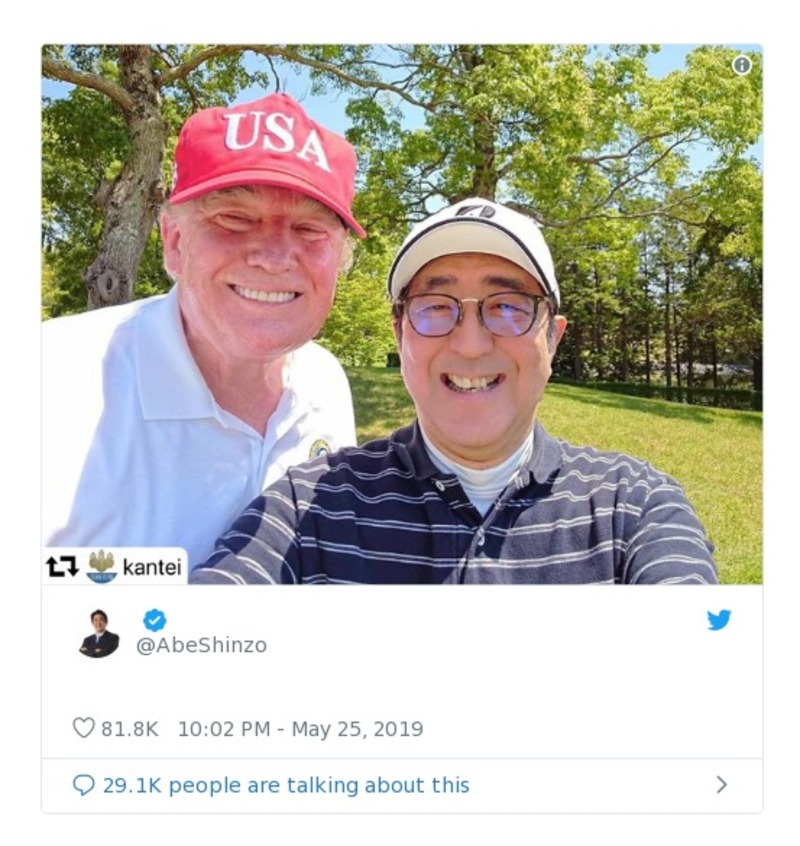 USA
kantei
@AbeShinzo
81.8K 10:02 PM - May 25, 2019
29.1K people are talking about this